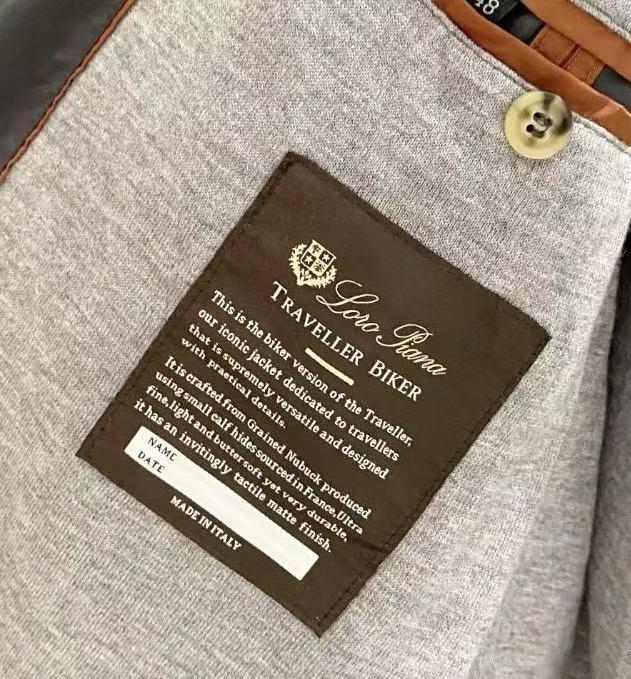 48
Loro Piana
TRAVELLER BIKER
This is the biker version of the Traveller,
our iconic jacket dedicated to travellers
that is supremely versatile and designed
with practical details.
It is crafted from Grained Nubuck produced
using small calf hides sourced in France, Ultra
fine, light and butter soft, yet very durable,
it has an invitingly tactile matte finish.
NAME
DATE
MADE IN ITALY